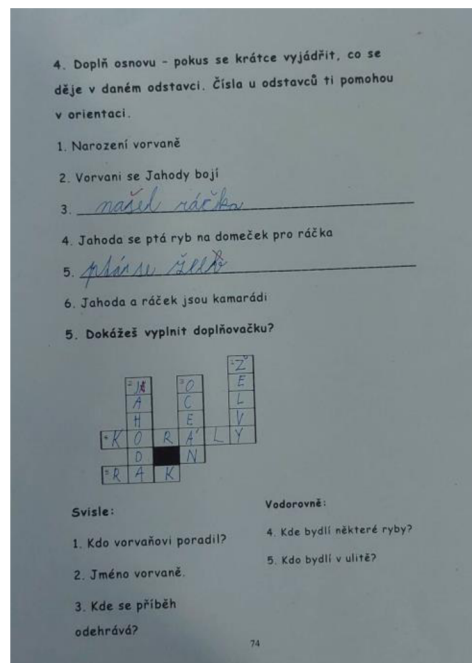 4. Doplň osnovu - pokus se krátce vyjádřit, co se
děje v daném odstavci. Čísla u odstavců ti pomohou
v orientaci.
1. Narození vorvaně
2. Vorvani se Jahody bojí
3. našel ráčka
4. Jahoda se ptá ryb na domeček pro ráčka
5. ptá se želv
6. Jahoda a ráček jsou kamarádi
5. Dokážeš vyplnit doplňovačku?
1. Ž
2. J 3. O E
A C L
H E V
4. K O R Á L Y
D N
5. R A K
Svisle:
1. Kdo vorvaňovi poradil?
2. Jméno vorvaně.
3. Kde se příběh
odehrává?
Vodorovně:
4. Kde bydlí některé ryby?
5. Kdo bydlí v ulitě?
74